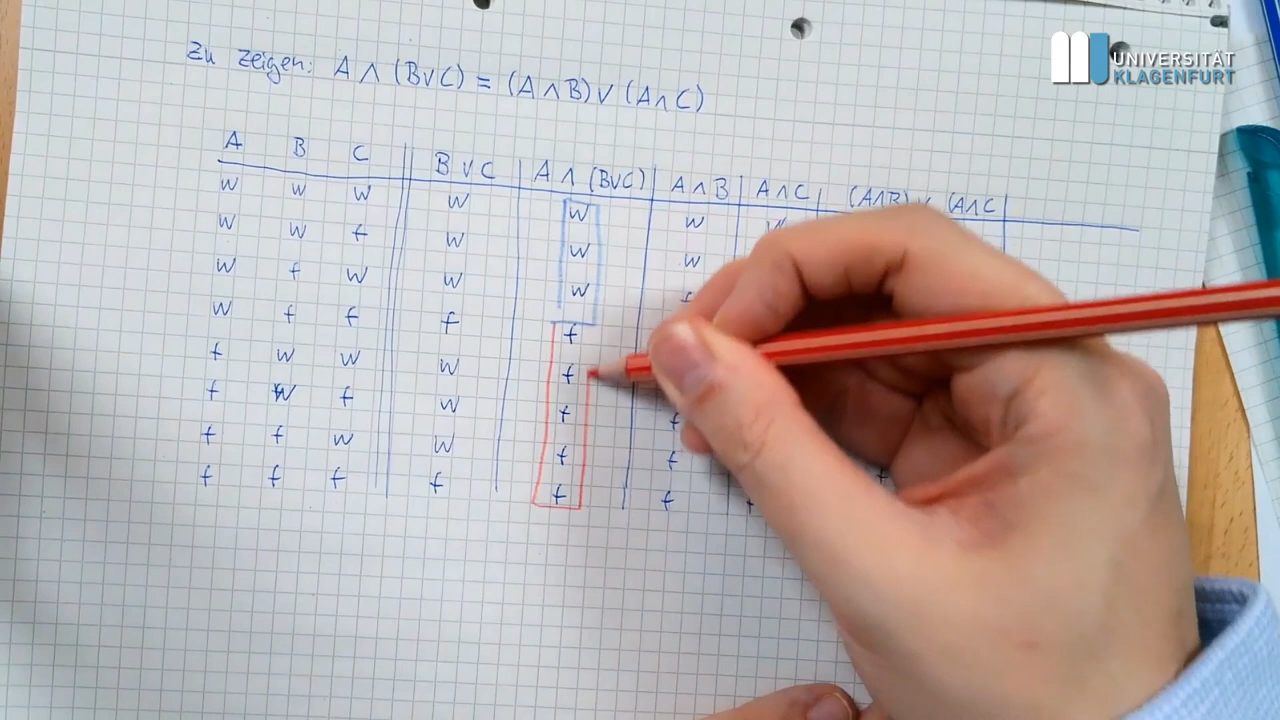 UNIVERSITÄT
KLAGENFURT
Zu zeigen: A ∧ (B∨C) = (A∧B)∨(A∧C)
A B C B∨C A ∧ (B∨C) A∧B A∧C (A∧B) ∨ (A∧C
w w w w w w w
w w f w w w
w f w w w f
w f f f f
f w w w f
f w f w f f
f f w w f f f
f f f f f f